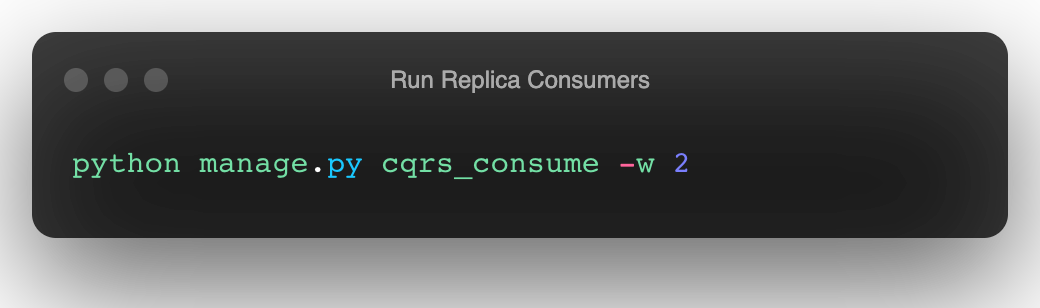 Run Replica Consumers
python manage.py cqrs_consume -w 2